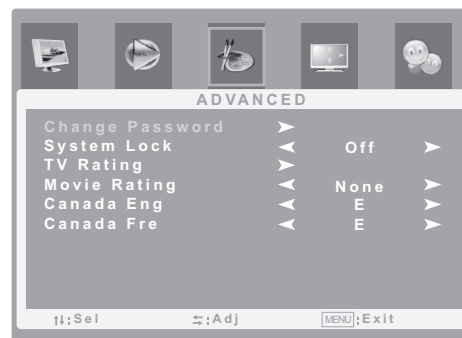 ADVANCED
Change Password
System Lock Off
TV Rating
Movie Rating None
Canada Eng E
Canada Fre E
Sel Adj MENU Exit